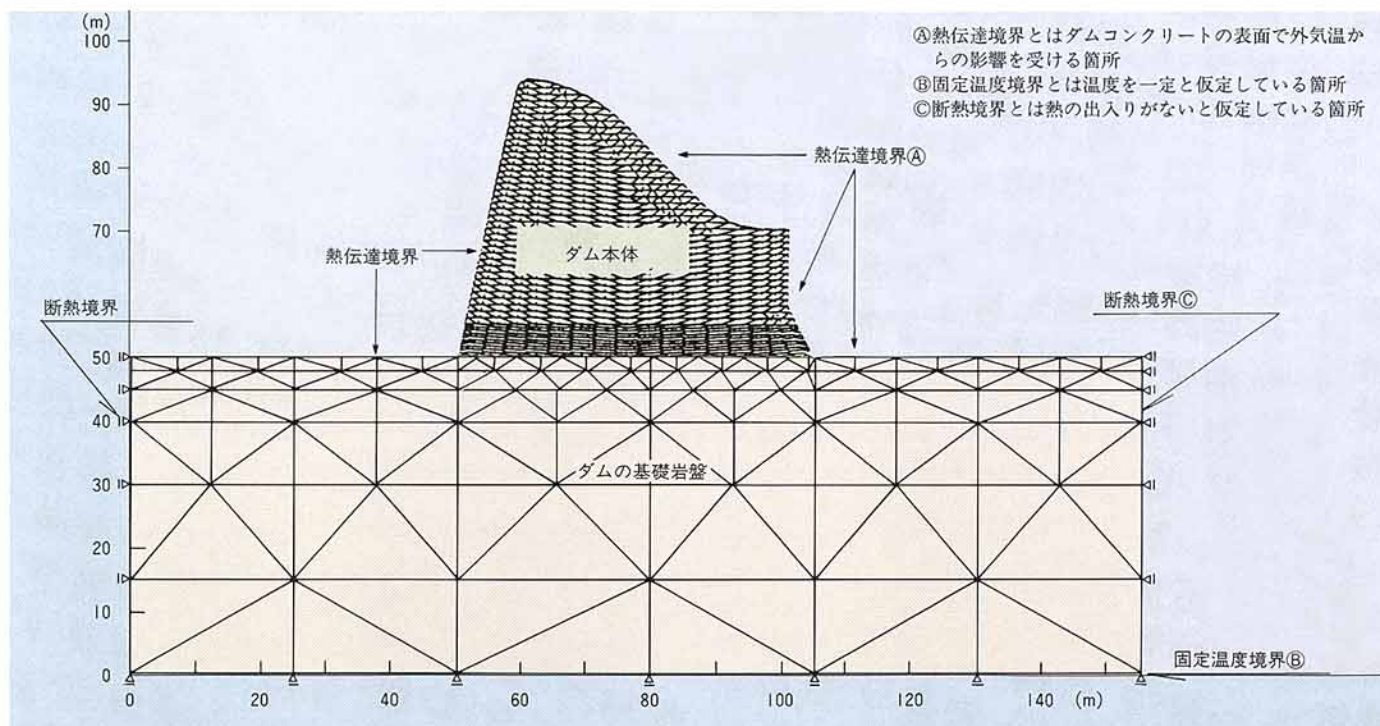 (m)
100
90
80
70
50
40
30
20
10
0
Ⓐ熱伝達境界とはダムコンクリートの表面で外気温か
らの影響を受ける箇所
Ⓑ固定温度境界とは温度を一定と仮定している箇所
Ⓒ断熱境界とは熱の出入りがないと仮定している箇所
熱伝達境界Ⓐ
熱伝達境界
ダム本体
断熱境界
断熱境界Ⓒ
ダムの基礎岩盤
固定温度境界Ⓑ
0 20 40 60 80 100 120 140 (m)